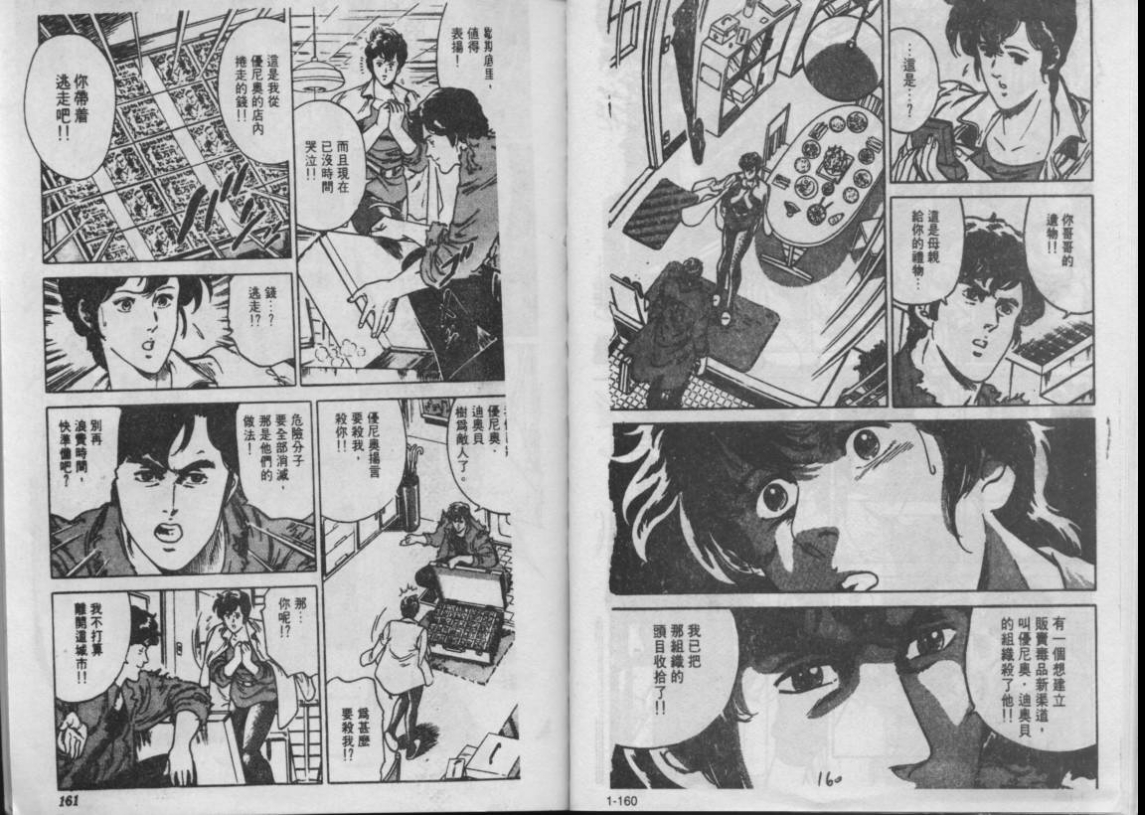 …這是…?
你哥哥的
遺物!!
這是母親
給你的禮物…
有一個想建立
販賣毒品新渠道，
叫優尼奧．迪奧貝
的組織殺了他!!
我已把
那組織的
頭目收拾了!!
160
1-160
歇斯底里，
值得
表揚！
而且現在
已沒時間
哭泣!!
這是我從
優尼奧的店內
捲走的錢!!
你帶着
逃走吧!!
錢…?
逃走!?
優尼奧．
迪奧貝
樹爲敵人了。
優尼奧揚言
要殺我，
殺你!!
爲甚麼
要殺我!?
危險分子
要全部消滅，
那是他們的
做法！
別再
浪費時間，
快準備吧?
那…
你呢!?
我不打算
離開這城市!!
161